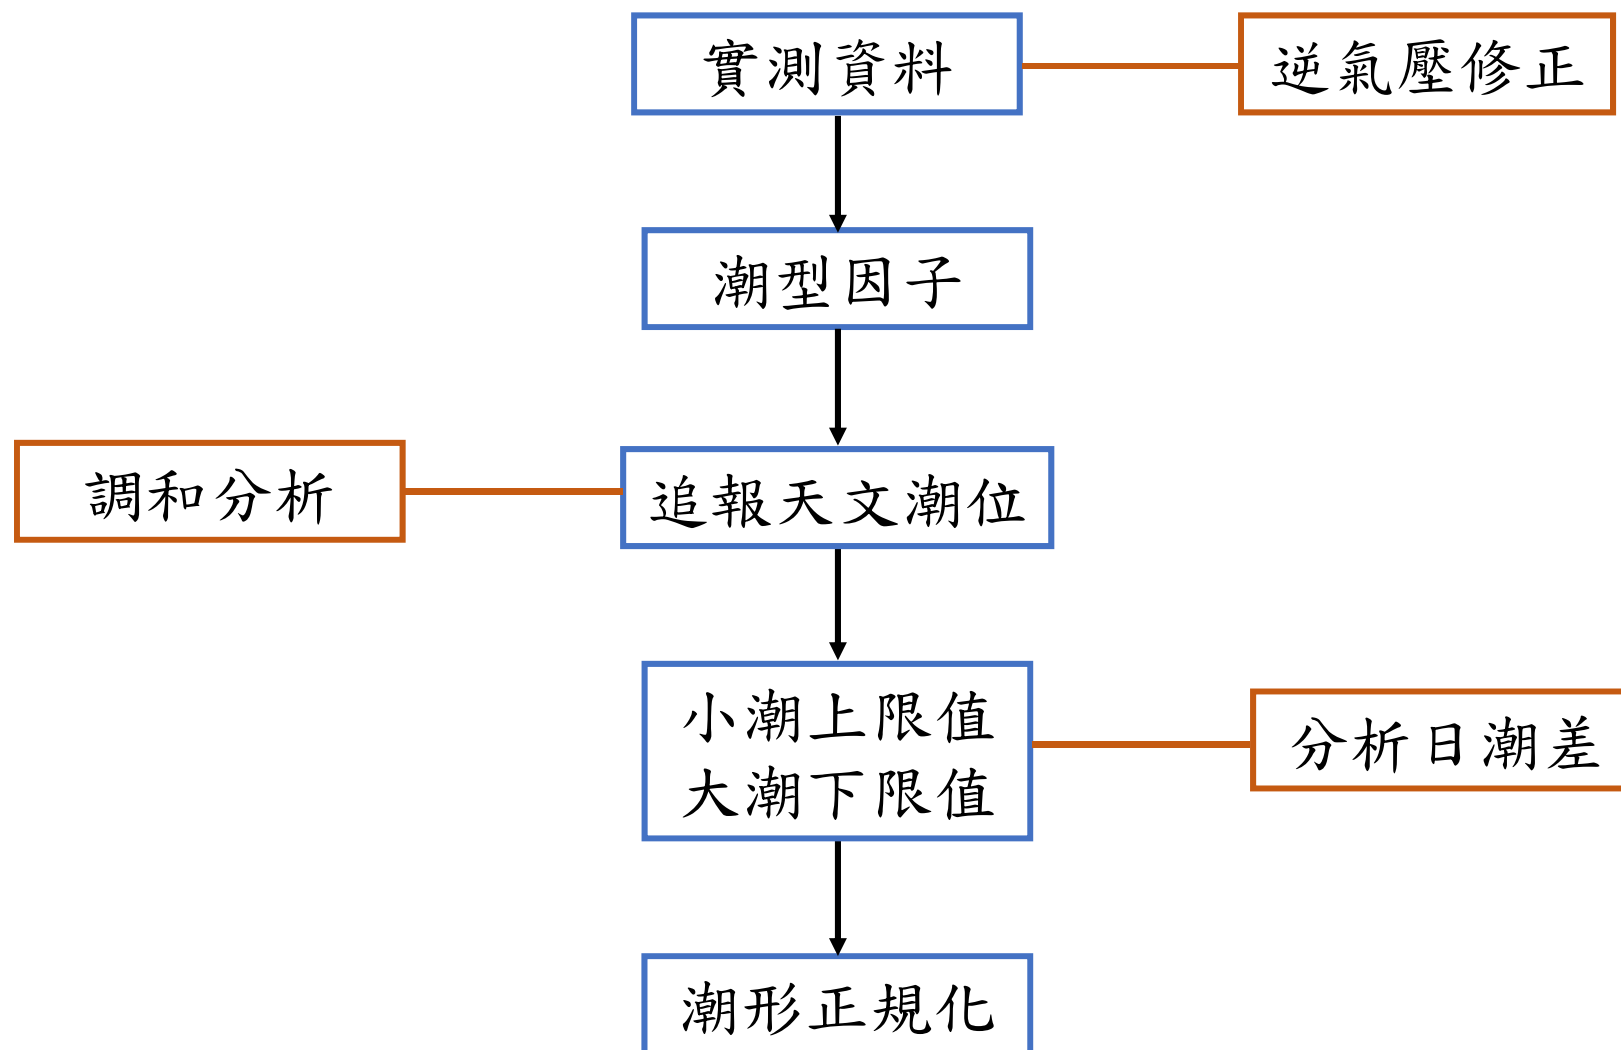 實測資料
逆氣壓修正
潮型因子
調和分析
追報天文潮位
小潮上限值
大潮下限值
分析日潮差
潮形正規化